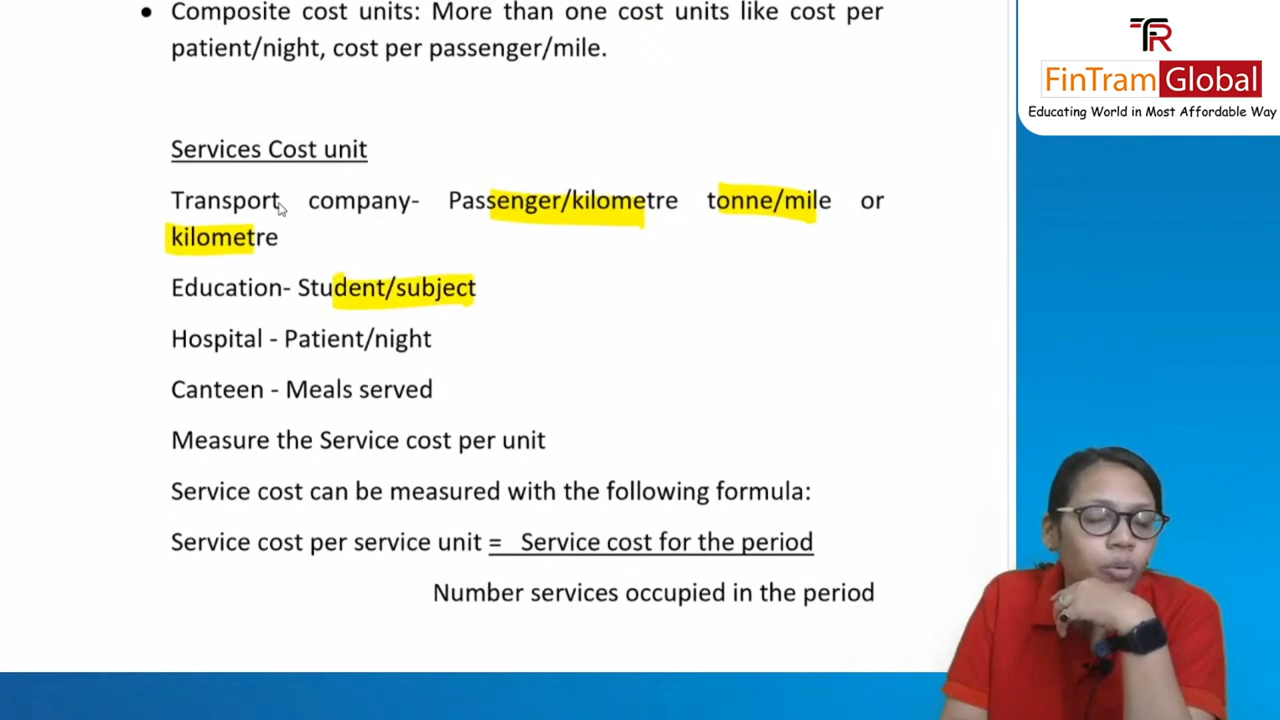 • Composite cost units: More than one cost units like cost per
patient/night, cost per passenger/mile.
Services Cost unit
Transport company- Passenger/kilometre tonne/mile or
kilometre
Education- Student/subject
Hospital - Patient/night
Canteen - Meals served
Measure the Service cost per unit
Service cost can be measured with the following formula:
Service cost per service unit = Service cost for the period
Number services occupied in the period
FinTram Global
Educating World in Most Affordable Way